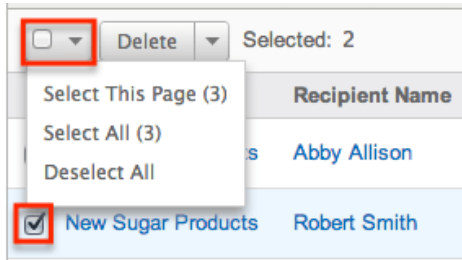 Delete Selected: 2
Select This Page (3)
Recipient Name
Select All (3)
s Abby Allison
Deselect All
New Sugar Products Robert Smith